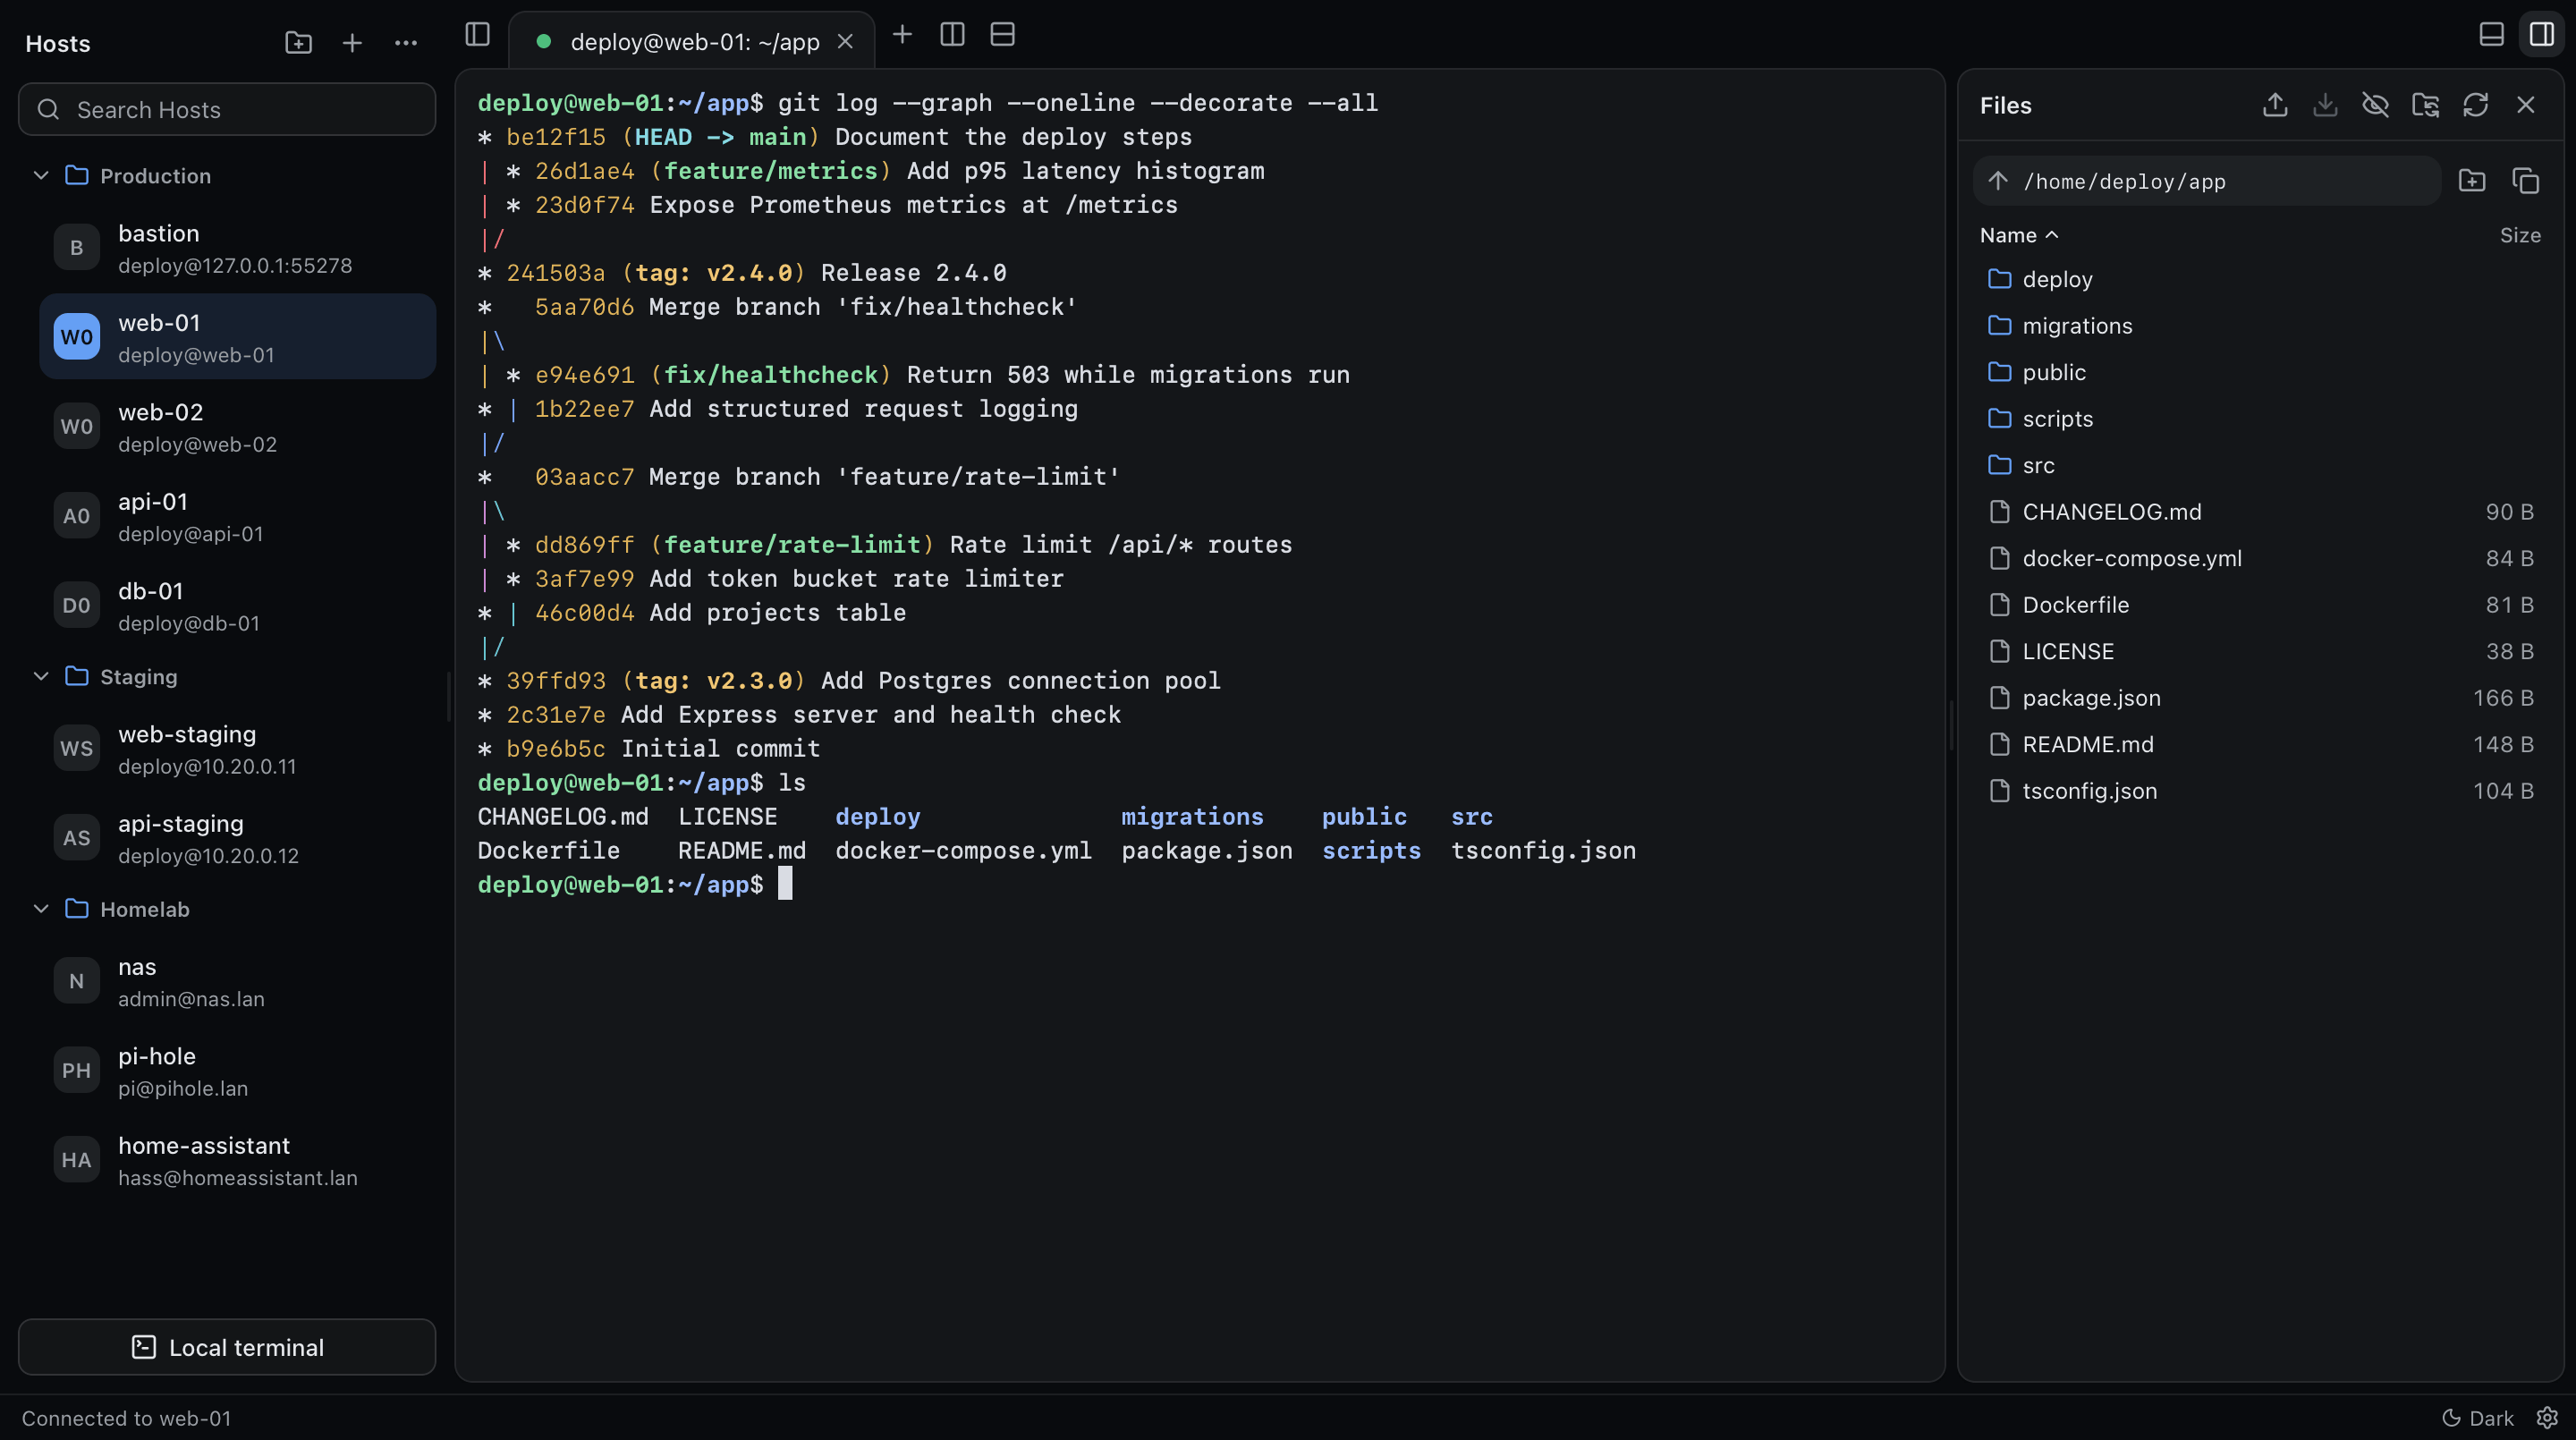 Hosts
Search Hosts
Production
B
bastion
deploy@127.0.0.1:55278
W0
web-01
deploy@web-01
W0
web-02
deploy@web-02
A0
api-01
deploy@api-01
D0
db-01
deploy@db-01
Staging
WS
web-staging
deploy@10.20.0.11
AS
api-staging
deploy@10.20.0.12
Homelab
N
nas
admin@nas.lan
PH
pi-hole
pi@pihole.lan
HA
home-assistant
hass@homeassistant.lan
Local terminal
Connected to web-01
deploy@web-01: ~/app
deploy@web-01:~/app$ git log --graph --oneline --decorate --all
* be12f15 (HEAD -> main) Document the deploy steps
| * 26d1ae4 (feature/metrics) Add p95 latency histogram
| * 23d0f74 Expose Prometheus metrics at /metrics
|/
* 241503a (tag: v2.4.0) Release 2.4.0
*   5aa70d6 Merge branch 'fix/healthcheck'
|\
| * e94e691 (fix/healthcheck) Return 503 while migrations run
* | 1b22ee7 Add structured request logging
|/
*   03aacc7 Merge branch 'feature/rate-limit'
|\
| * dd869ff (feature/rate-limit) Rate limit /api/* routes
| * 3af7e99 Add token bucket rate limiter
* | 46c00d4 Add projects table
|/
* 39ffd93 (tag: v2.3.0) Add Postgres connection pool
* 2c31e7e Add Express server and health check
* b9e6b5c Initial commit
deploy@web-01:~/app$ ls
CHANGELOG.md  LICENSE    deploy              migrations    public   src
Dockerfile    README.md  docker-compose.yml  package.json  scripts  tsconfig.json
deploy@web-01:~/app$
Files
/home/deploy/app
Name Size
deploy
migrations
public
scripts
src
CHANGELOG.md 90 B
docker-compose.yml 84 B
Dockerfile 81 B
LICENSE 38 B
package.json 166 B
README.md 148 B
tsconfig.json 104 B
Dark